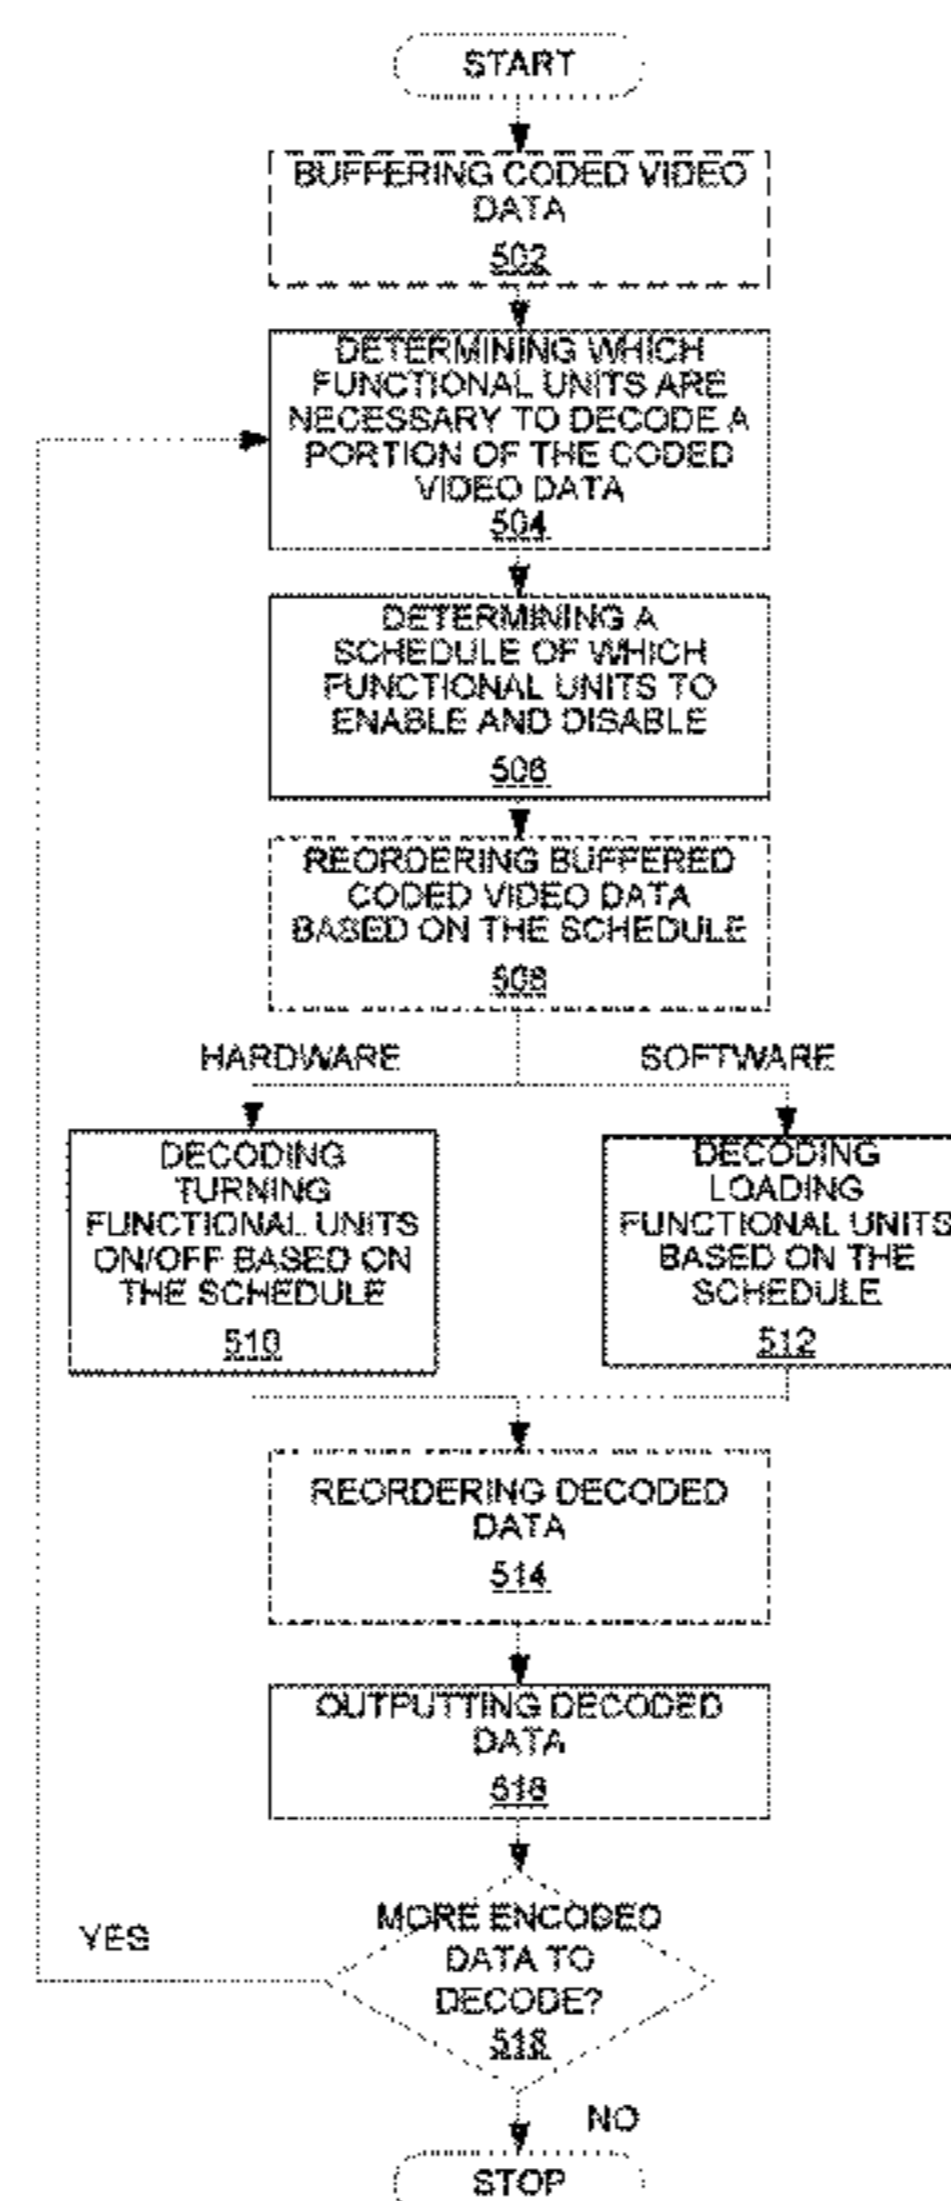 START
BUFFERING CODED VIDEO
DATA
502
DETERMINING WHICH
FUNCTIONAL UNITS ARE
NECESSARY TO DECODE A
PORTION OF THE CODED
VIDEO DATA
504
DETERMINING A
SCHEDULE OF WHICH
FUNCTIONAL UNITS TO
ENABLE AND DISABLE
506
REORDERING BUFFERED
CODED VIDEO DATA
BASED ON THE SCHEDULE
508
HARDWARE
SOFTWARE
DECODING
TURNING
FUNCTIONAL UNITS
ON/OFF BASED ON
THE SCHEDULE
510
DECODING
LOADING
FUNCTIONAL UNITS
BASED ON THE
SCHEDULE
512
REORDERING DECODED
DATA
514
OUTPUTTING DECODED
DATA
516
MORE ENCODED
DATA TO
DECODE?
518
YES
NO
STOP